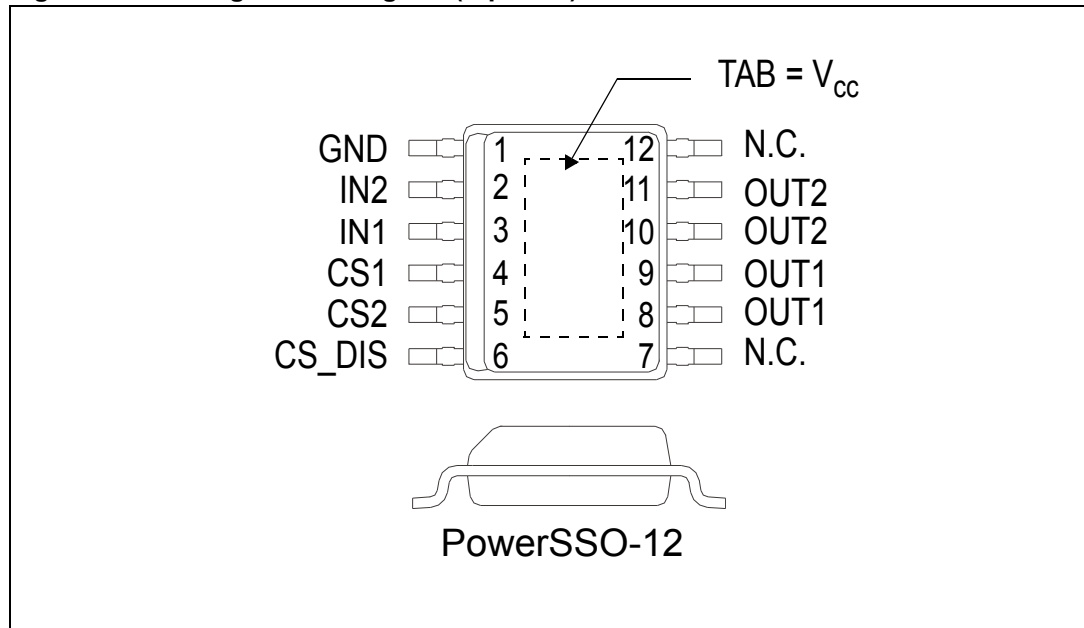 TAB = VCC
GND 1 12 N.C.
IN2 2 11 OUT2
IN1 3 10 OUT2
CS1 4 9 OUT1
CS2 5 8 OUT1
CS_DIS 6 7 N.C.
PowerSSO-12